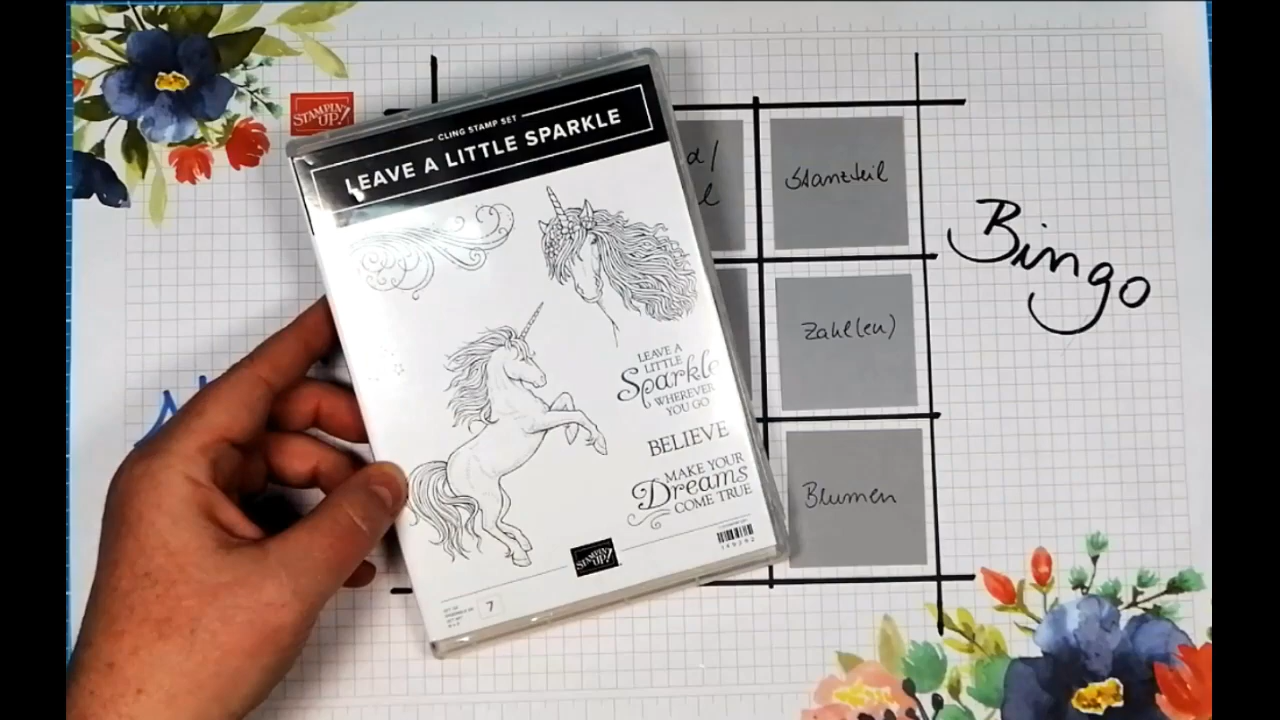 STAMPIN' UP!
CLING STAMP SET
LEAVE A LITTLE SPARKLE
LEAVE A
LITTLE
Sparkle
WHEREVER
YOU GO
BELIEVE
MAKE YOUR
Dreams
COME TRUE
STAMPIN' UP!
7
149282
Stanzteil
Zahl(en)
Blumen
Bingo